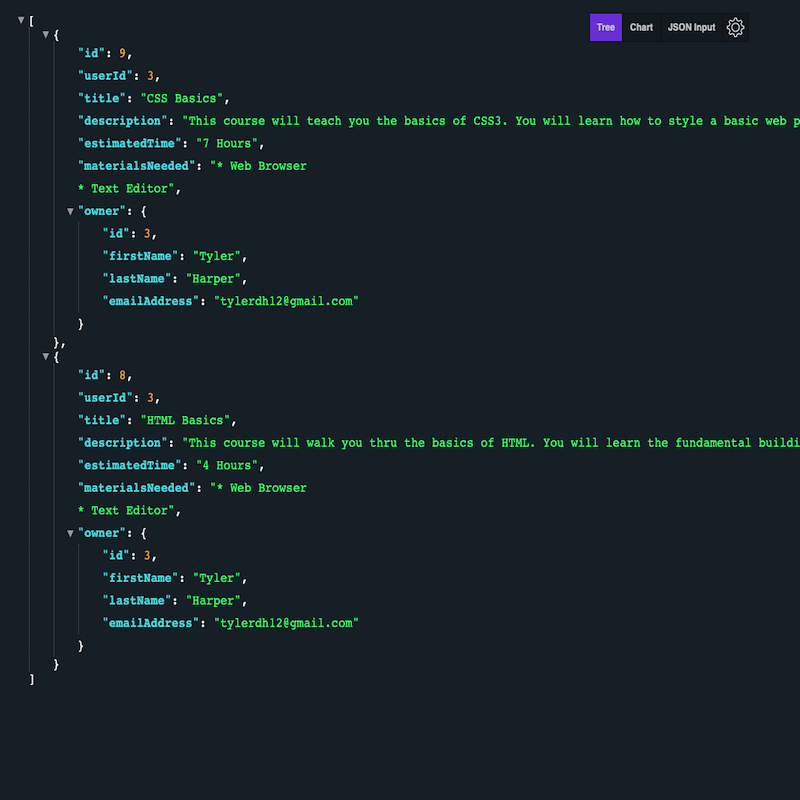 [
Tree Chart JSON Input
{
"id": 9,
"userId": 3,
"title": "CSS Basics",
"description": "This course will teach you the basics of CSS3. You will learn how to style a basic web p
"estimatedTime": "7 Hours",
"materialsNeeded": "* Web Browser
* Text Editor",
"owner": {
"id": 3,
"firstName": "Tyler",
"lastName": "Harper",
"emailAddress": "tylerdh12@gmail.com"
}
},
{
"id": 8,
"userId": 3,
"title": "HTML Basics",
"description": "This course will walk you thru the basics of HTML. You will learn the fundamental buildi
"estimatedTime": "4 Hours",
"materialsNeeded": "* Web Browser
* Text Editor",
"owner": {
"id": 3,
"firstName": "Tyler",
"lastName": "Harper",
"emailAddress": "tylerdh12@gmail.com"
}
}
]